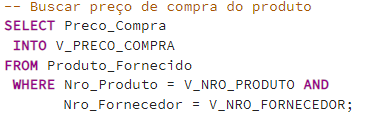 -- Buscar preço de compra do produto
SELECT Preco_Compra
INTO V_PRECO_COMPRA
FROM Produto_Fornecido
WHERE Nro_Produto = V_NRO_PRODUTO AND
Nro_Fornecedor = V_NRO_FORNECEDOR;